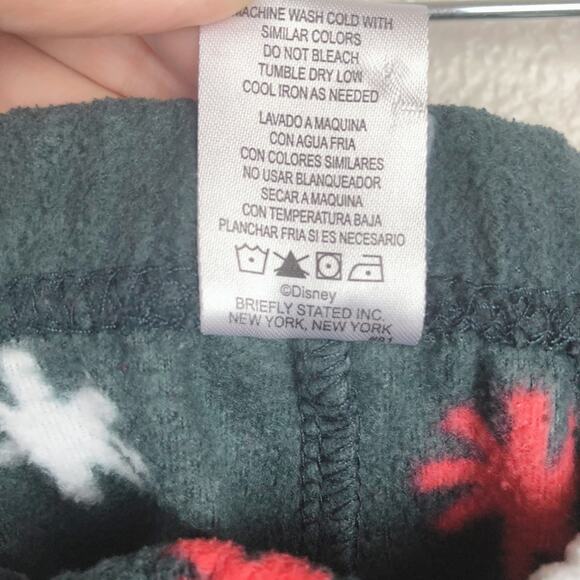 MACHINE WASH COLD WITH
SIMILAR COLORS
DO NOT BLEACH
TUMBLE DRY LOW
COOL IRON AS NEEDED
LAVADO A MAQUINA
CON AGUA FRIA
CON COLORES SIMILARES
NO USAR BLANQUEADOR
SECAR A MAQUINA
CON TEMPERATURA BAJA
PLANCHAR FRIA SI ES NECESARIO
©Disney
BRIEFLY STATED INC.
NEW YORK, NEW YORK